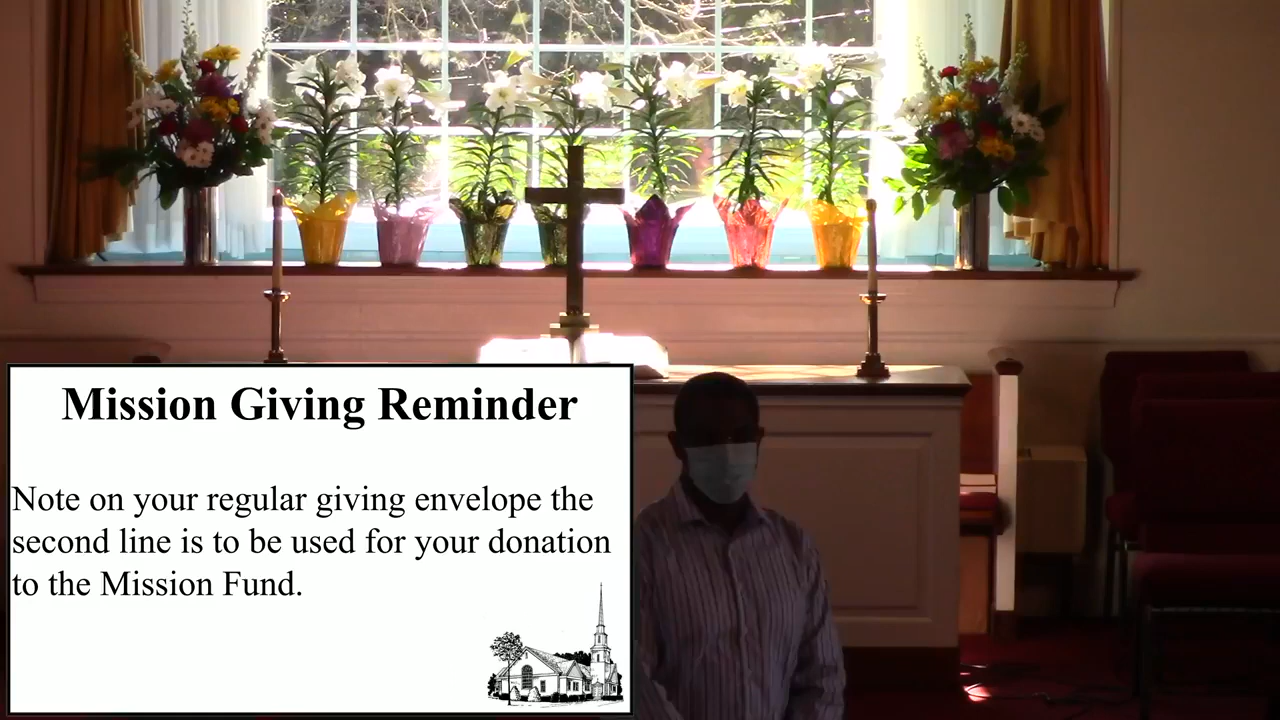 Mission Giving Reminder
Note on your regular giving envelope the
second line is to be used for your donation
to the Mission Fund.